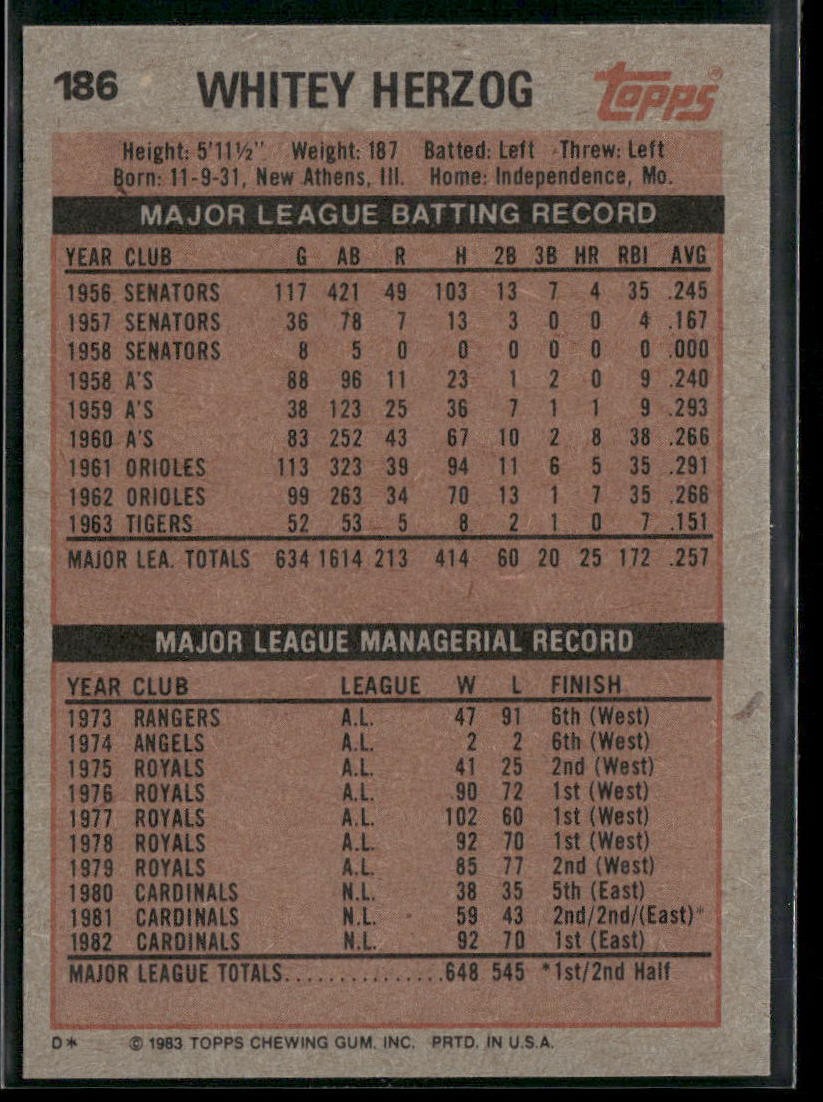 186 WHITEY HERZOG Topps®
Height: 5'11½" Weight: 187 Batted: Left Threw: Left
Born: 11-9-31, New Athens, Ill. Home: Independence, Mo.
MAJOR LEAGUE BATTING RECORD
YEAR CLUB G AB R H 2B 3B HR RBI AVG
1956 SENATORS 117 421 49 103 13 7 4 35 .245
1957 SENATORS 36 78 7 13 3 0 0 4 .167
1958 SENATORS 8 5 0 0 0 0 0 0 .000
1958 A'S 88 96 11 23 1 2 0 9 .240
1959 A'S 38 123 25 36 7 1 1 9 .293
1960 A'S 83 252 43 67 10 2 8 38 .266
1961 ORIOLES 113 323 39 94 11 6 5 35 .291
1962 ORIOLES 99 263 34 70 13 1 7 35 .266
1963 TIGERS 52 53 5 8 2 1 0 7 .151
MAJOR LEA. TOTALS 634 1614 213 414 60 20 25 172 .257
MAJOR LEAGUE MANAGERIAL RECORD
YEAR CLUB LEAGUE W L FINISH
1973 RANGERS A.L. 47 91 6th (West)
1974 ANGELS A.L. 2 2 6th (West)
1975 ROYALS A.L. 41 25 2nd (West)
1976 ROYALS A.L. 90 72 1st (West)
1977 ROYALS A.L. 102 60 1st (West)
1978 ROYALS A.L. 92 70 1st (West)
1979 ROYALS A.L. 85 77 2nd (West)
1980 CARDINALS N.L. 38 35 5th (East)
1981 CARDINALS N.L. 59 43 2nd/2nd/(East)*
1982 CARDINALS N.L. 92 70 1st (East)
MAJOR LEAGUE TOTALS...............648 545 *1st/2nd Half
D* © 1983 TOPPS CHEWING GUM, INC. PRTD. IN U.S.A.